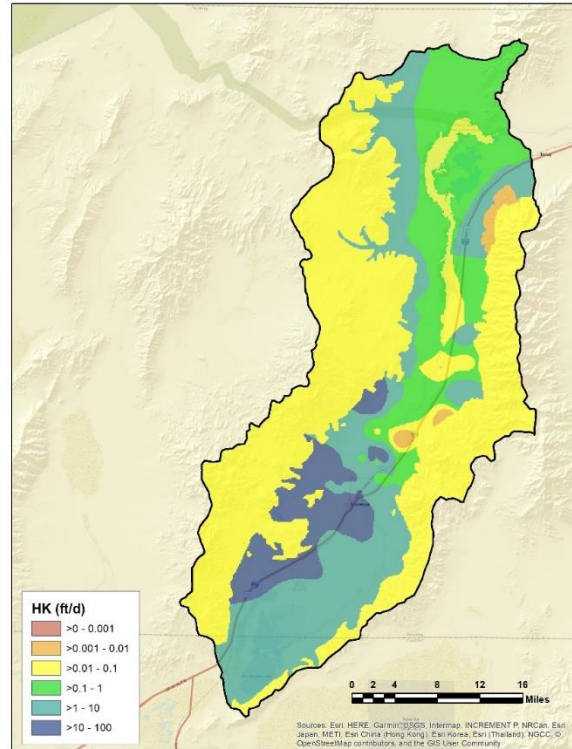 HK (ft/d)
>0 - 0.001
>0.001 - 0.01
>0.01 - 0.1
>0.1 - 1
>1 - 10
>10 - 100
0 2 4 8 12 16
Miles
Sources: Esri, HERE, Garmin, USGS, Intermap, INCREMENT P, NRCan, Esri
Japan, METI, Esri China (Hong Kong), Esri Korea, Esri (Thailand), NGCC, ©
OpenStreetMap contributors, and the GIS User Community